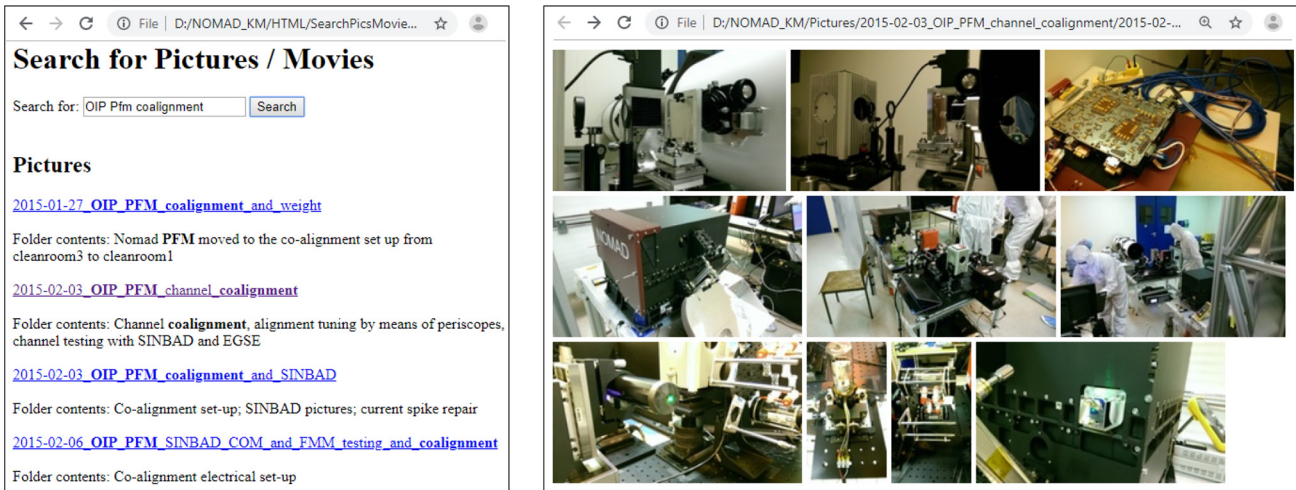 File
D:/NOMAD_KM/HTML/SearchPicsMovie...
Search for Pictures / Movies
Search for: OIP Pfm coalignment Search
Pictures
2015-01-27_OIP_PFM_coalignment_and_weight
Folder contents: Nomad PFM moved to the co-alignment set up from
cleanroom3 to cleanroom1
2015-02-03_OIP_PFM_channel_coalignment
Folder contents: Channel coalignment, alignment tuning by means of periscopes,
channel testing with SINBAD and EGSE
2015-02-03_OIP_PFM_coalignment_and_SINBAD
Folder contents: Co-alignment set-up; SINBAD pictures; current spike repair
2015-02-06_OIP_PFM_SINBAD_COM_and_FMM_testing_and_coalignment
Folder contents: Co-alignment electrical set-up
File
D:/NOMAD_KM/Pictures/2015-02-03_OIP_PFM_channel_coalignment/2015-02-...
NOMAD